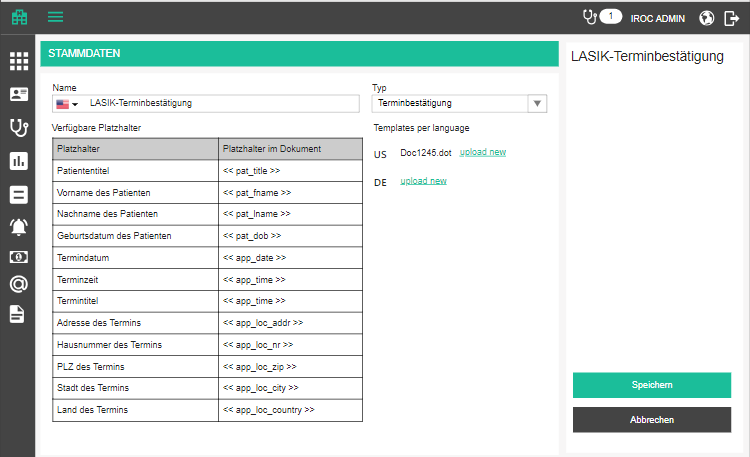 1 IROC ADMIN
STAMMDATEN
LASIK-Terminbestätigung
Name Typ
LASIK-Terminbestätigung Terminbestätigung
Verfügbare Platzhalter Templates per language
Platzhalter Platzhalter im Dokument
US Doc1245.dot upload new
DE upload new
Patiententitel << pat_title >>
Vorname des Patienten << pat_fname >>
Nachname des Patienten << pat_lname >>
Geburtsdatum des Patienten << pat_dob >>
Termindatum << app_date >>
Terminzeit << app_time >>
Termintitel << app_time >>
Adresse des Termins << app_loc_addr >>
Hausnummer des Termins << app_loc_nr >>
PLZ des Termins << app_loc_zip >>
Stadt des Termins << app_loc_city >>
Land des Termins << app_loc_country >>
Speichern
Abbrechen